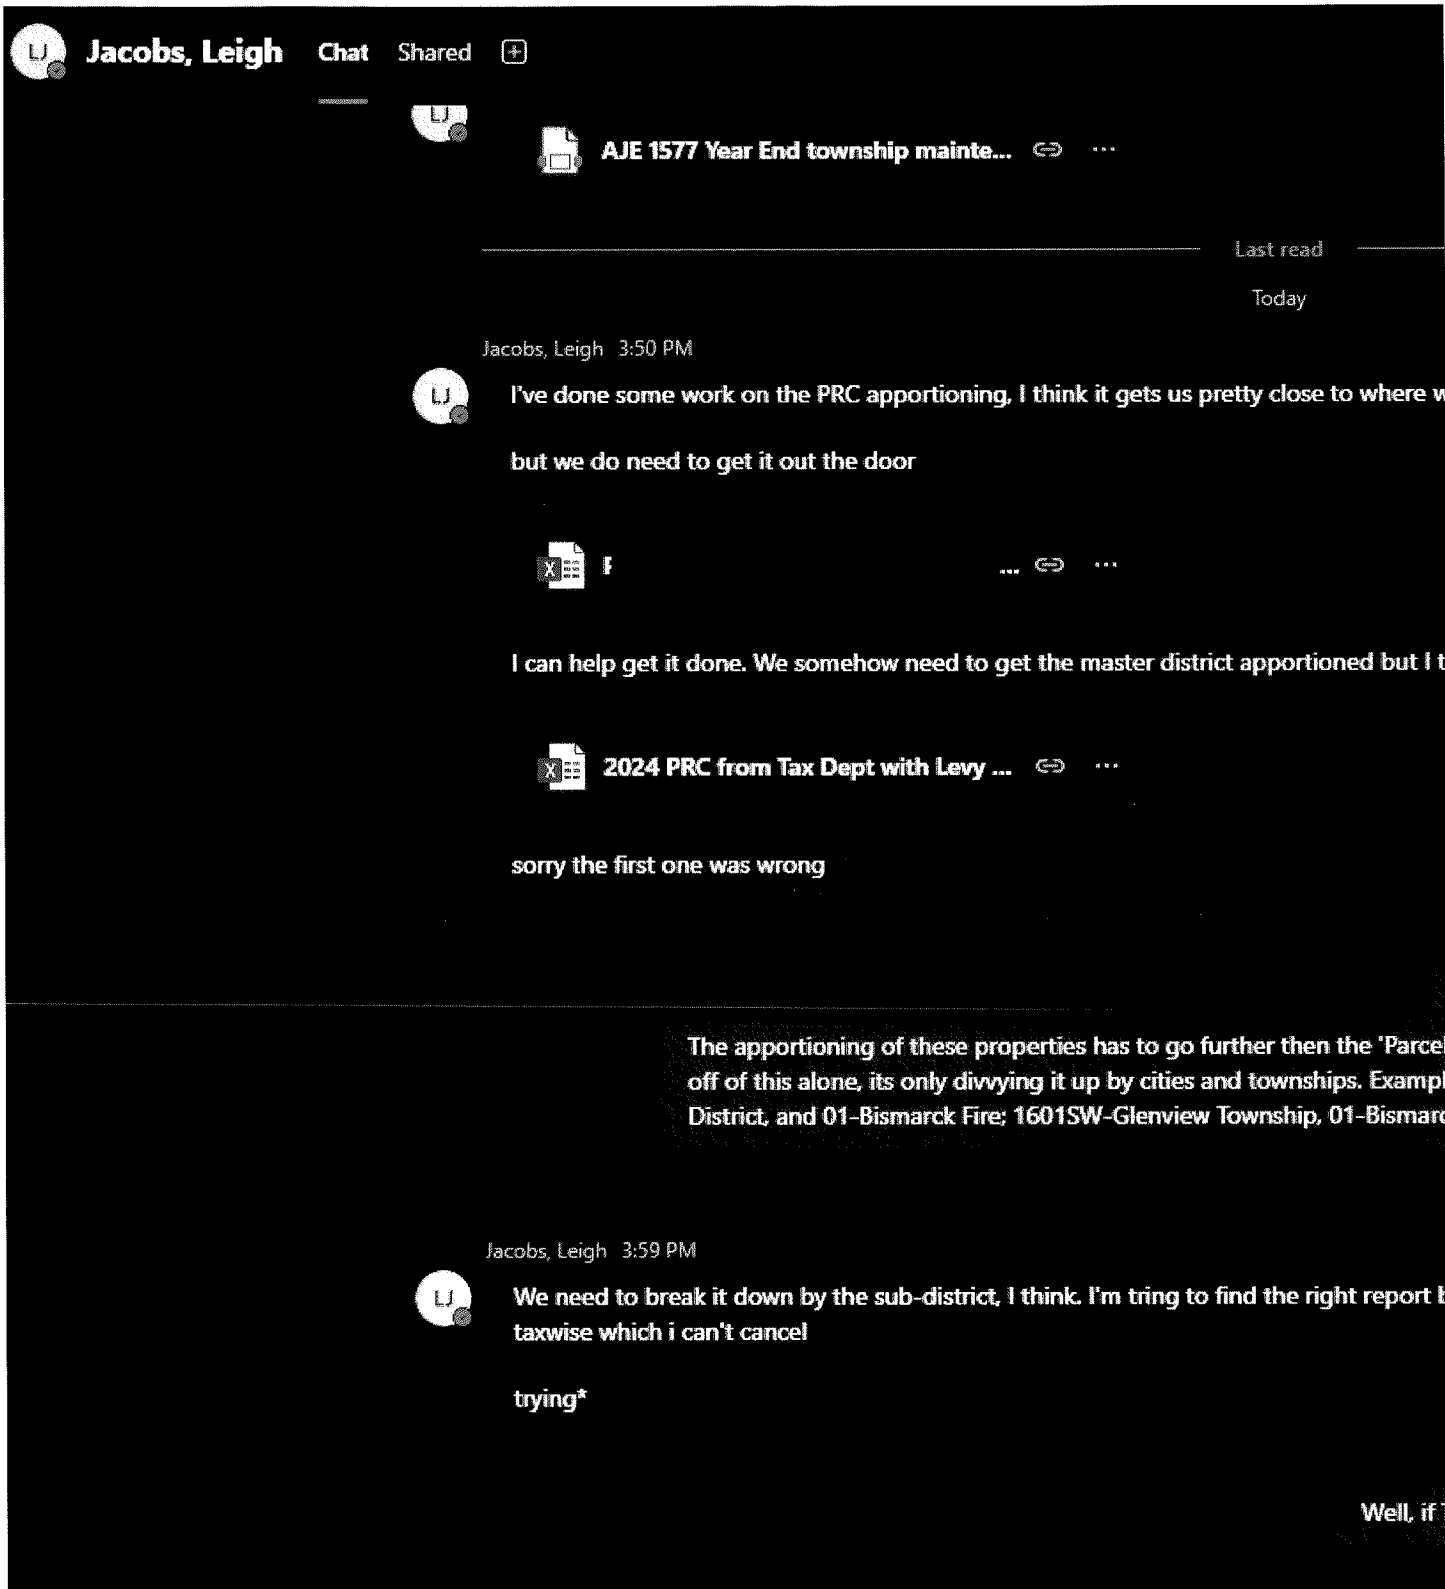 LJ Jacobs, Leigh Chat Shared
LJ
AJE 1577 Year End township mainte... ...
Last read
Today
Jacobs, Leigh 3:50 PM
LJ
I've done some work on the PRC apportioning, I think it gets us pretty close to where w
but we do need to get it out the door
... ...
I can help get it done. We somehow need to get the master district apportioned but I t
2024 PRC from Tax Dept with Levy ... ...
sorry the first one was wrong
The apportioning of these properties has to go further then the 'Parcel
off of this alone, its only divvying it up by cities and townships. Exampl
District, and 01-Bismarck Fire; 1601SW-Glenview Township, 01-Bismarc
Jacobs, Leigh 3:59 PM
LJ
We need to break it down by the sub-district, I think. I'm tring to find the right report b
taxwise which i can't cancel
trying*
Well, if